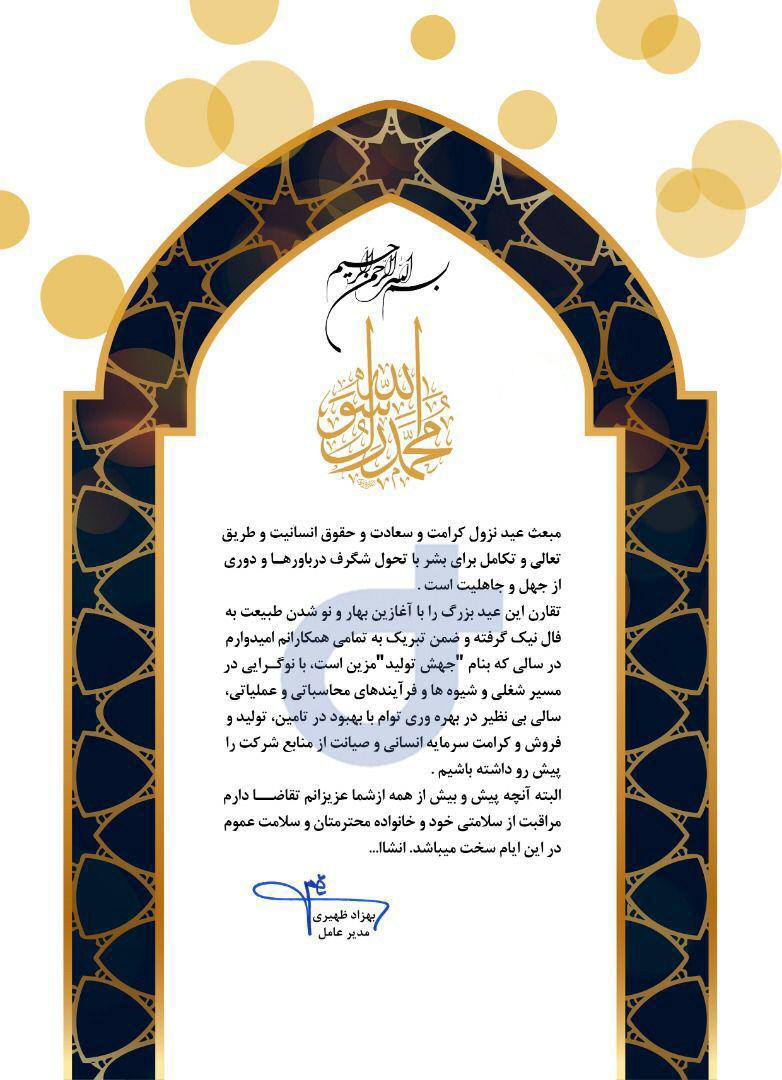 بسم الله الرحمن الرحیم
محمد رسول الله
مبعث عید نزول کرامت و سعادت و حقوق انسانیت و طریق
تعالی و تکامل برای بشر با تحول شگرف درباورهـا و دوری
از جهل و جاهلیت است .
تقارن این عید بزرگ را با آغازین بهار و نو شدن طبیعت به
فال نیک گرفته و ضمن تبریک به تمامی همکارانم امیدوارم
در سالی که بنام "جهش تولید"مزین است، با نوگـرایی در
مسیر شغلی و شیوه ها و فرآیندهای محاسباتی و عملیاتی،
سالی بی نظیر در بهره وری توام با بهبود در تامین، تولید و
فروش و کرامت سرمایه انسانی و صیانت از منابع شرکت را
پیش رو داشته باشیم .
البته آنچه پیش و بیش از همه ازشما عزیزانم تقاضـــا دارم
مراقبت از سلامتی خود و خانواده محترمتان و سلامت عموم
در این ایام سخت میباشد. انشاا...
بهزاد ظهیری
مدیر عامل